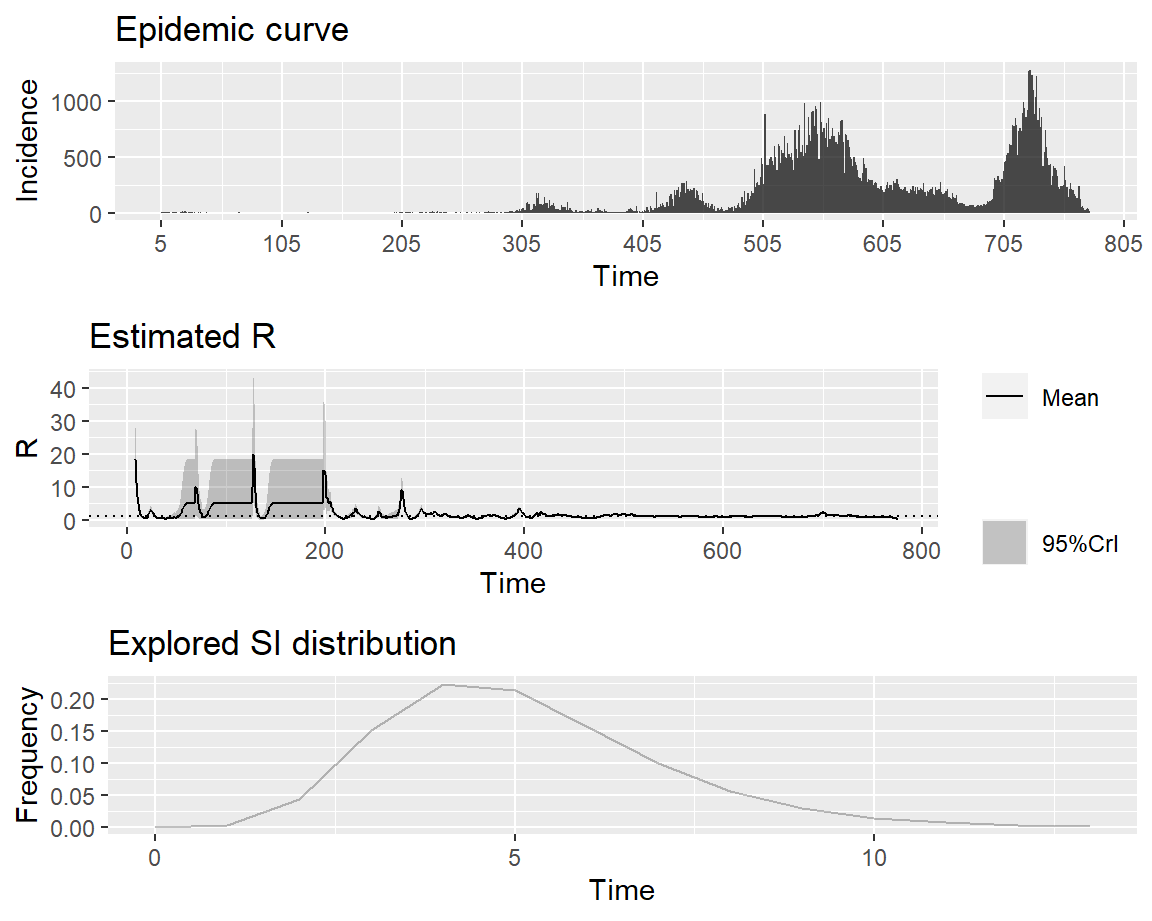 Epidemic curve
Incidence
1000
500
0
5 105 205 305 405 505 605 705 805
Time
Estimated R
R
40
30
20
10
0
0 200 400 600 800
Time
Mean
95%CrI
Explored SI distribution
Frequency
0.20
0.15
0.10
0.05
0.00
0 5 10
Time